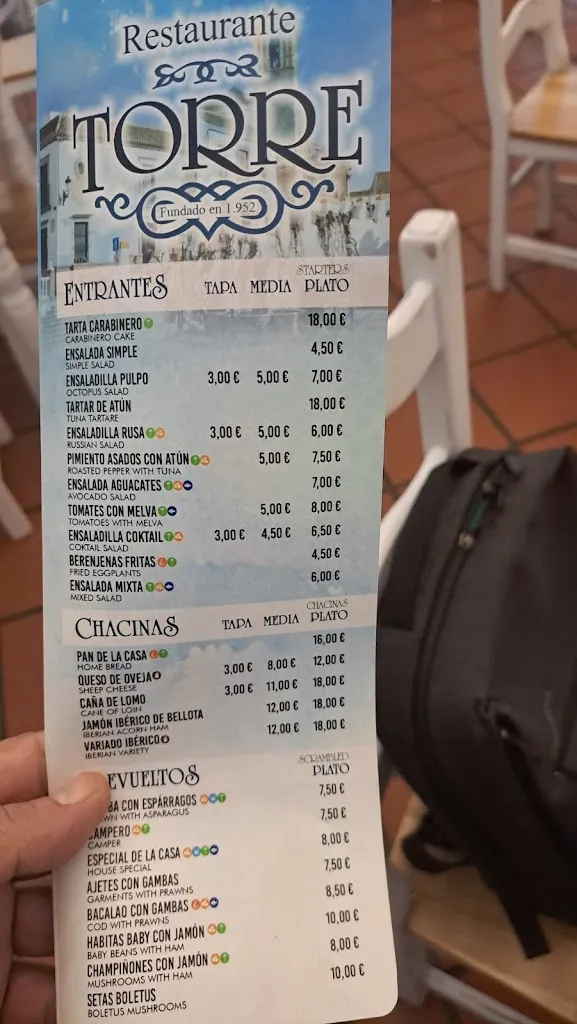 Restaurante
TORRE
Fundado en 1.952
STARTERS
ENTRANTES TAPA MEDIA PLATO
TARTA CARABINERO 18,00 €
CARABINERO CAKE
ENSALADA SIMPLE 4,50 €
SIMPLE SALAD
ENSALADILLA PULPO 3,00 € 5,00 € 7,00 €
OCTOPUS SALAD
TARTAR DE ATÚN 18,00 €
TUNA TARTARE
ENSALADILLA RUSA 3,00 € 5,00 € 6,00 €
RUSSIAN SALAD
PIMIENTO ASADOS CON ATÚN 5,00 € 7,50 €
ROASTED PEPPER WITH TUNA
ENSALADA AGUACATES 7,00 €
AVOCADO SALAD
TOMATES CON MELVA 5,00 € 8,00 €
TOMATOES WITH MELVA
ENSALADILLA COKTAIL 3,00 € 4,50 € 6,50 €
COKTAIL SALAD
BERENJENAS FRITAS 4,50 €
FRIED EGGPLANTS
ENSALADA MIXTA 6,00 €
MIXED SALAD
CHACINAS
CHACINAS TAPA MEDIA PLATO
PAN DE LA CASA 16,00 €
HOME BREAD
QUESO DE OVEJA 3,00 € 8,00 € 12,00 €
SHEEP CHEESE
CAÑA DE LOMO 3,00 € 11,00 € 18,00 €
CANE OF LOIN
JAMÓN IBÉRICO DE BELLOTA 12,00 € 18,00 €
IBERIAN ACORN HAM
VARIADO IBÉRICO 12,00 € 18,00 €
IBERIAN VARIETY
SCRAMBLED
EVUELTOS PLATO
BA CON ESPÁRRAGOS 7,50 €
WN WITH ASPARAGUS
CAMPERO 7,50 €
CAMPER
ESPECIAL DE LA CASA 8,00 €
HOUSE SPECIAL
AJETES CON GAMBAS 7,50 €
GARMENTS WITH PRAWNS
BACALAO CON GAMBAS 8,50 €
COD WITH PRAWNS
HABITAS BABY CON JAMÓN 10,00 €
BABY BEANS WITH HAM
CHAMPIÑONES CON JAMÓN 8,00 €
MUSHROOMS WITH HAM
SETAS BOLETUS 10,00 €
BOLETUS MUSHROOMS